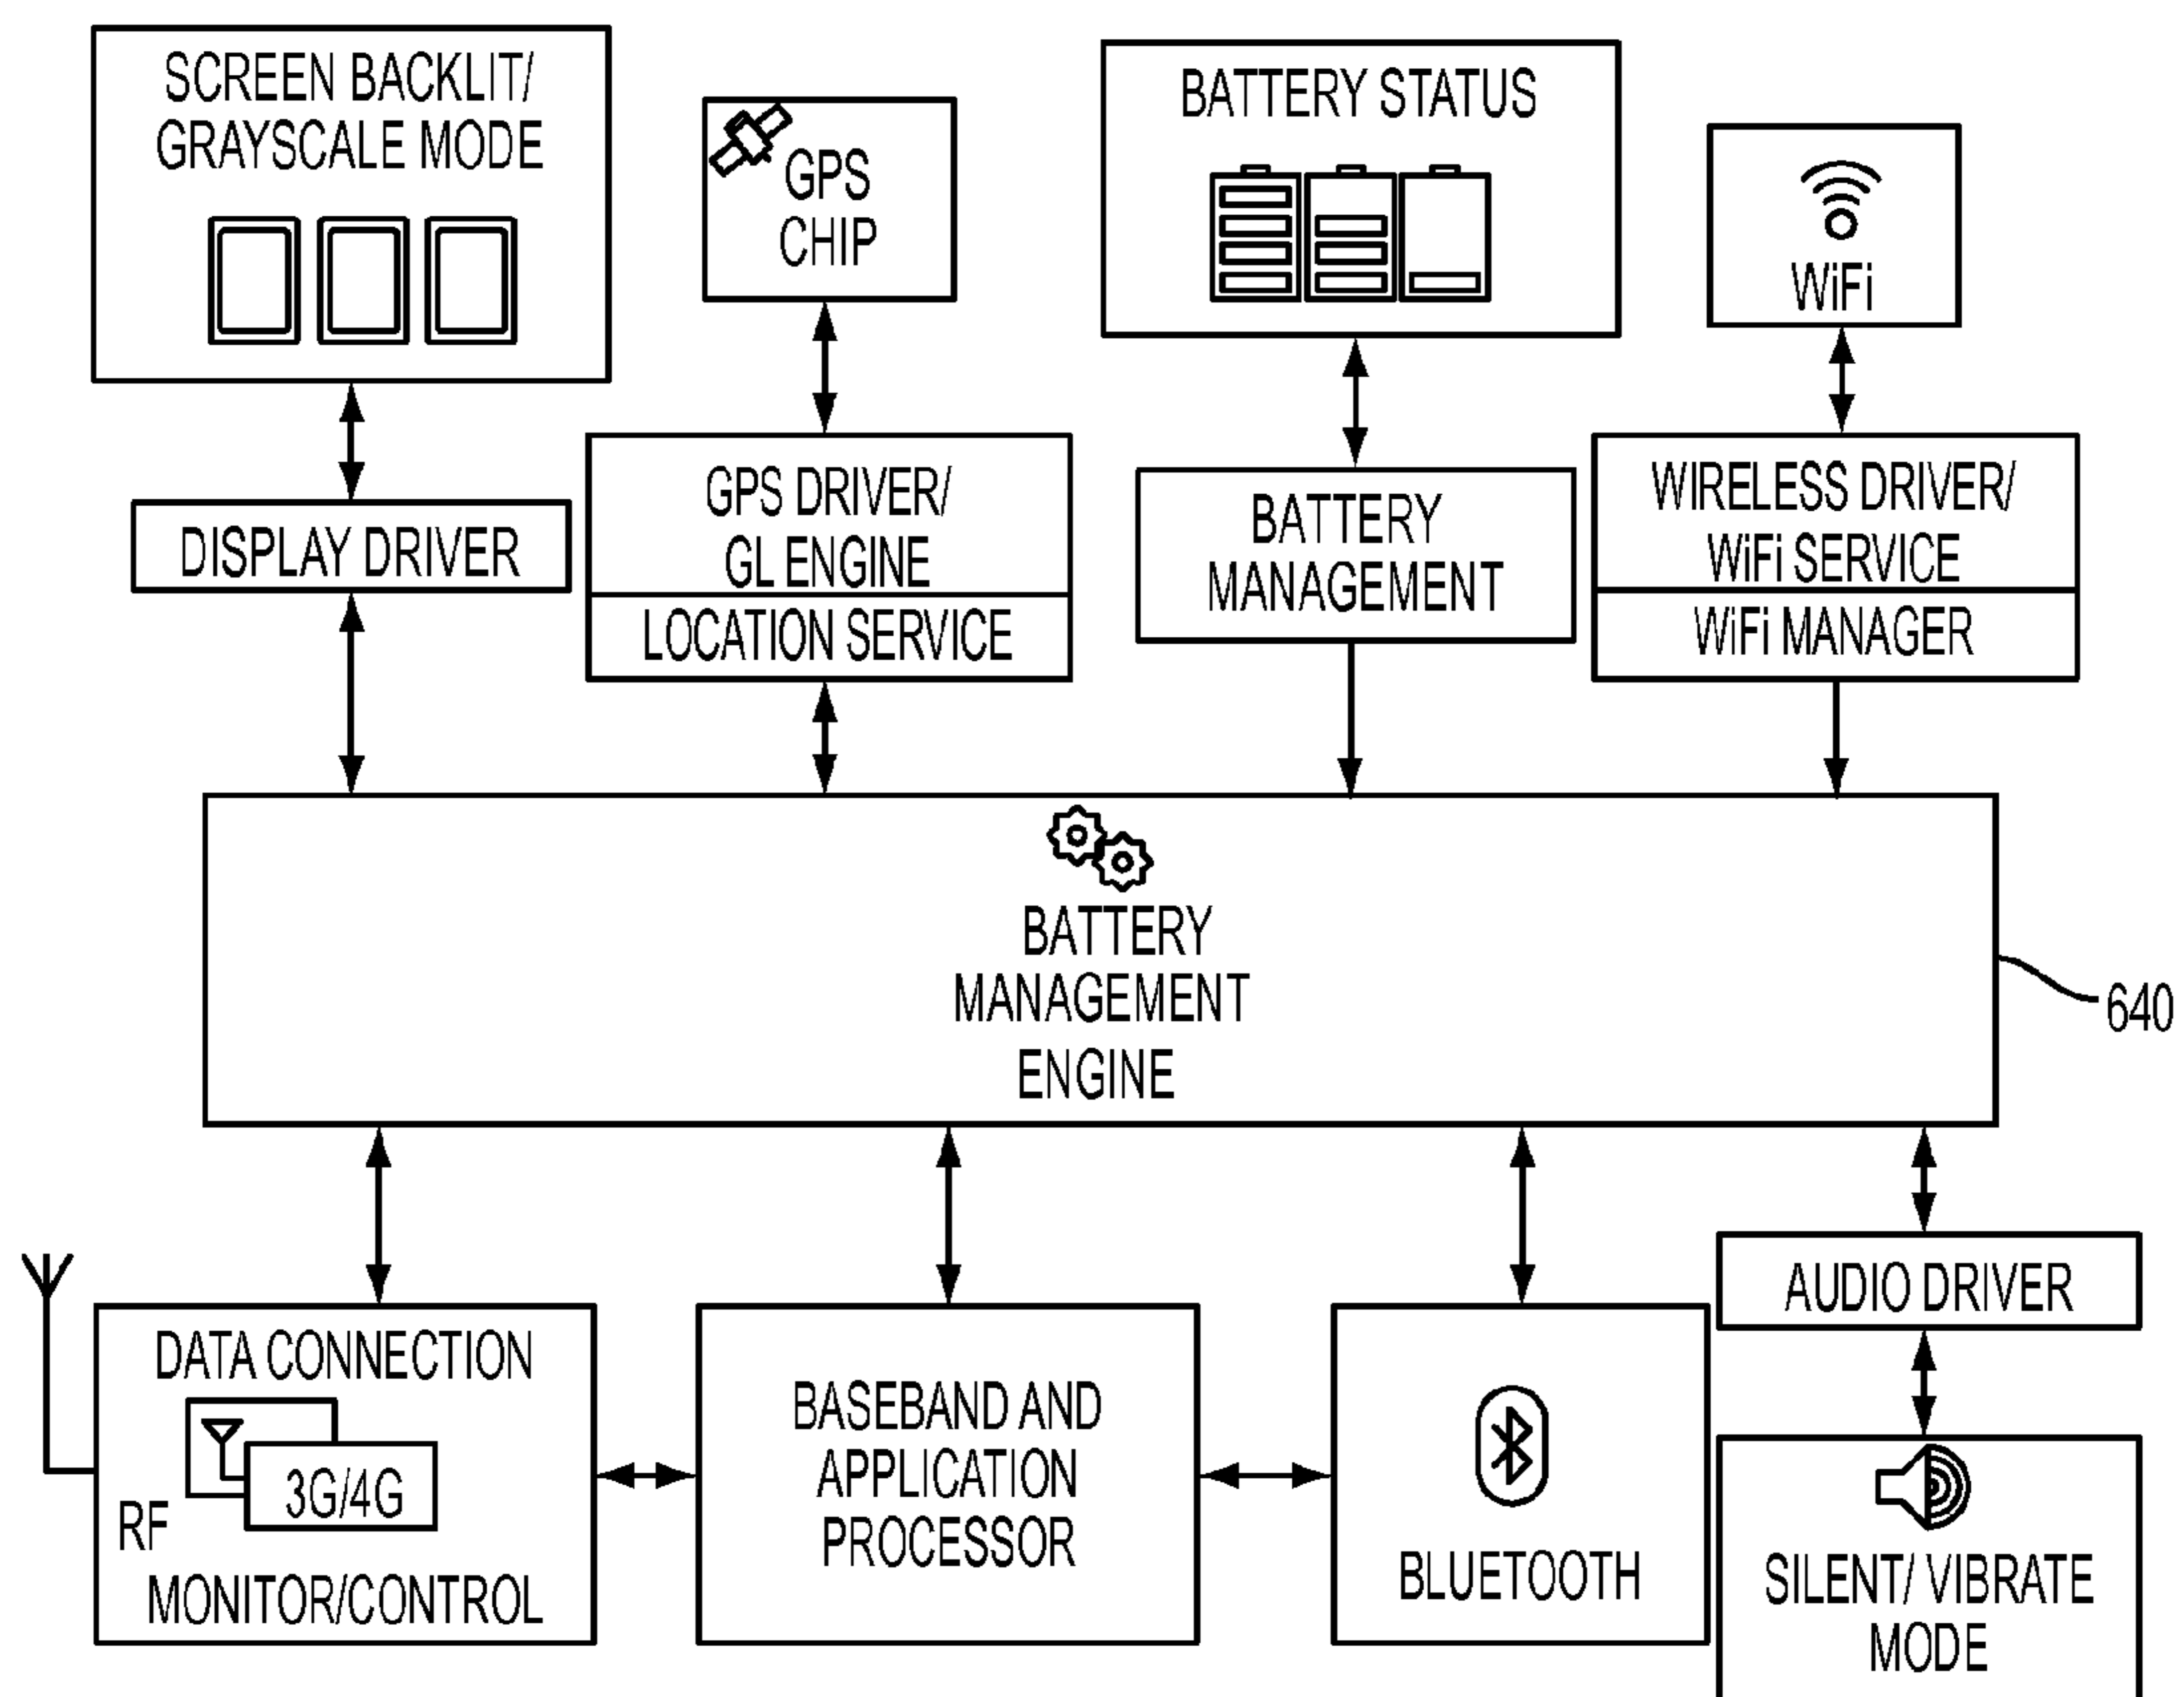 SCREEN BACKLIT/
GRAYSCALE MODE
GPS
CHIP
BATTERY STATUS
WiFi
DISPLAY DRIVER
GPS DRIVER/
GL ENGINE
LOCATION SERVICE
BATTERY
MANAGEMENT
WIRELESS DRIVER/
WiFi SERVICE
WiFi MANAGER
BATTERY
MANAGEMENT
ENGINE
640
DATA CONNECTION
3G/4G
RF
MONITOR/CONTROL
BASEBAND AND
APPLICATION
PROCESSOR
BLUETOOTH
AUDIO DRIVER
SILENT/ VIBRATE
MODE